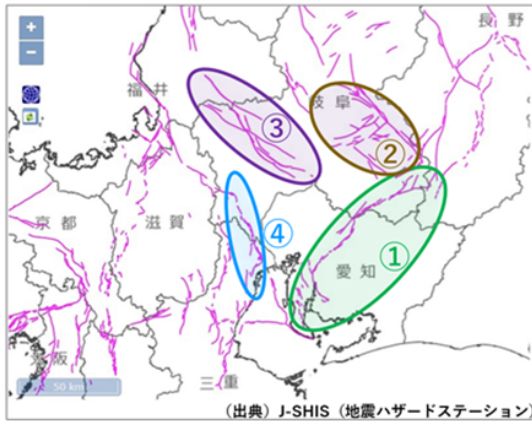 ＋
－
長野
福井
岐阜
③
②
④
京都
滋賀
愛知
①
阪
三重
50 km
(出典) J-SHIS (地震ハザードステーション)